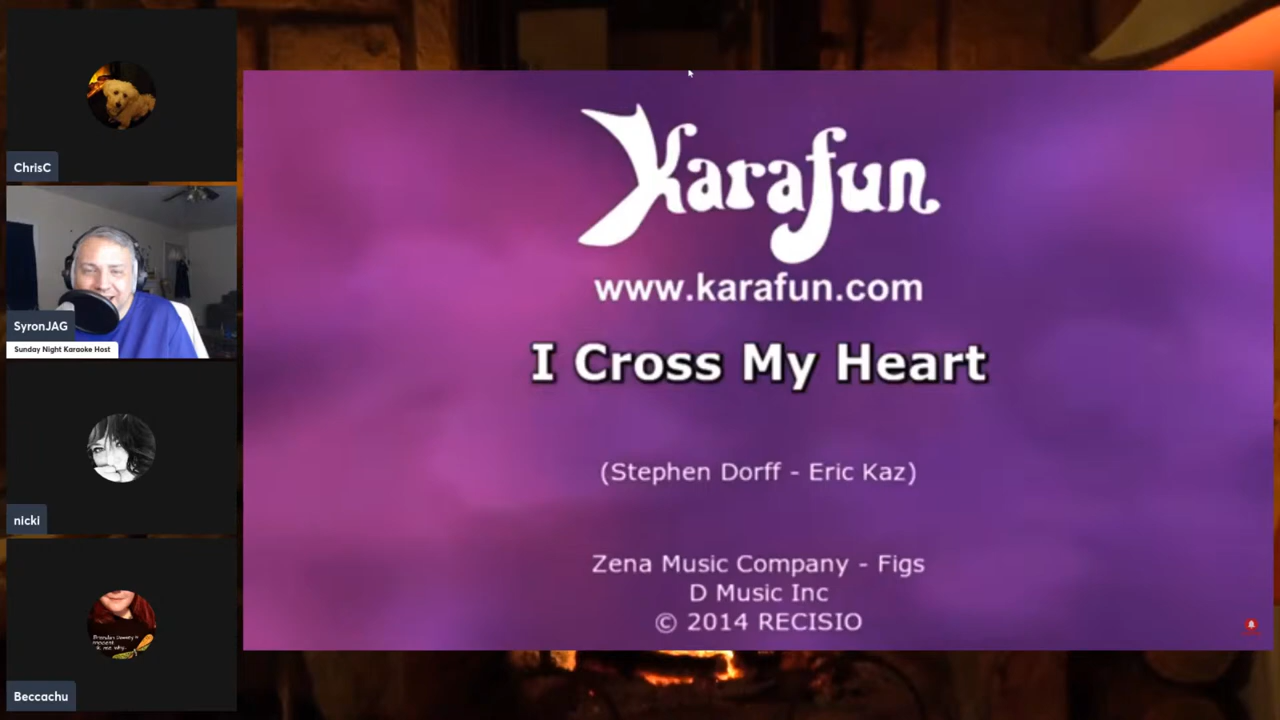 ChrisC
SyronJAG
Sunday Night Karaoke Host
nicki
Beccachu
Karafun
www.karafun.com
I Cross My Heart
(Stephen Dorff - Eric Kaz)
Zena Music Company - Figs
D Music Inc
© 2014 RECISIO